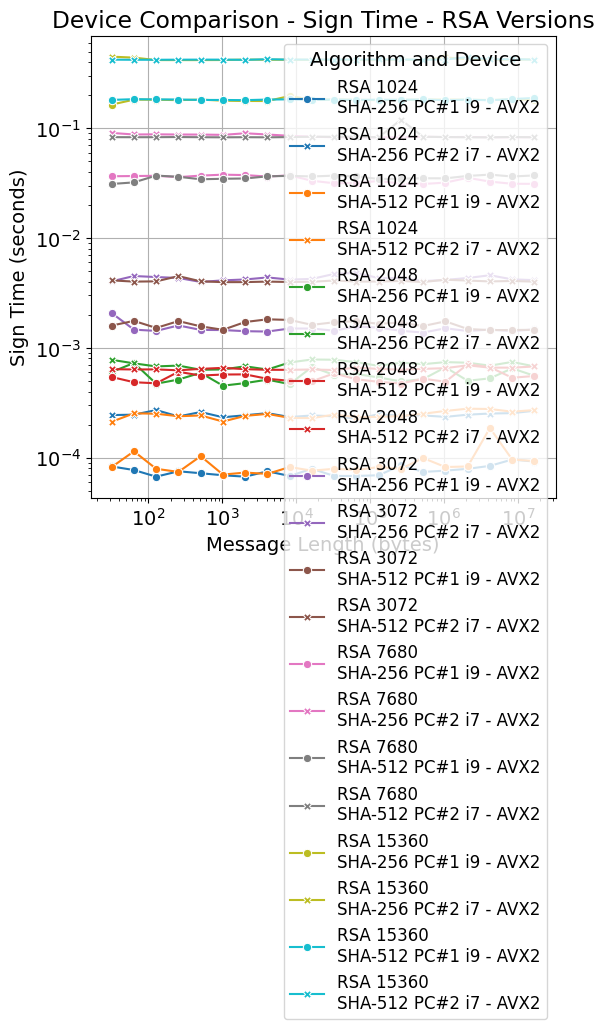 Device Comparison - Sign Time - RSA Versions
Sign Time (seconds)
10⁻¹
10⁻²
10⁻³
10⁻⁴
10²
10³
10⁴
10⁵
10⁶
10⁷
Message Length (bytes)
Algorithm and Device
RSA 1024
SHA-256 PC#1 i9 - AVX2
RSA 1024
SHA-256 PC#2 i7 - AVX2
RSA 1024
SHA-512 PC#1 i9 - AVX2
RSA 1024
SHA-512 PC#2 i7 - AVX2
RSA 2048
SHA-256 PC#1 i9 - AVX2
RSA 2048
SHA-256 PC#2 i7 - AVX2
RSA 2048
SHA-512 PC#1 i9 - AVX2
RSA 2048
SHA-512 PC#2 i7 - AVX2
RSA 3072
SHA-256 PC#1 i9 - AVX2
RSA 3072
SHA-256 PC#2 i7 - AVX2
RSA 3072
SHA-512 PC#1 i9 - AVX2
RSA 3072
SHA-512 PC#2 i7 - AVX2
RSA 7680
SHA-256 PC#1 i9 - AVX2
RSA 7680
SHA-256 PC#2 i7 - AVX2
RSA 7680
SHA-512 PC#1 i9 - AVX2
RSA 7680
SHA-512 PC#2 i7 - AVX2
RSA 15360
SHA-256 PC#1 i9 - AVX2
RSA 15360
SHA-256 PC#2 i7 - AVX2
RSA 15360
SHA-512 PC#1 i9 - AVX2
RSA 15360
SHA-512 PC#2 i7 - AVX2